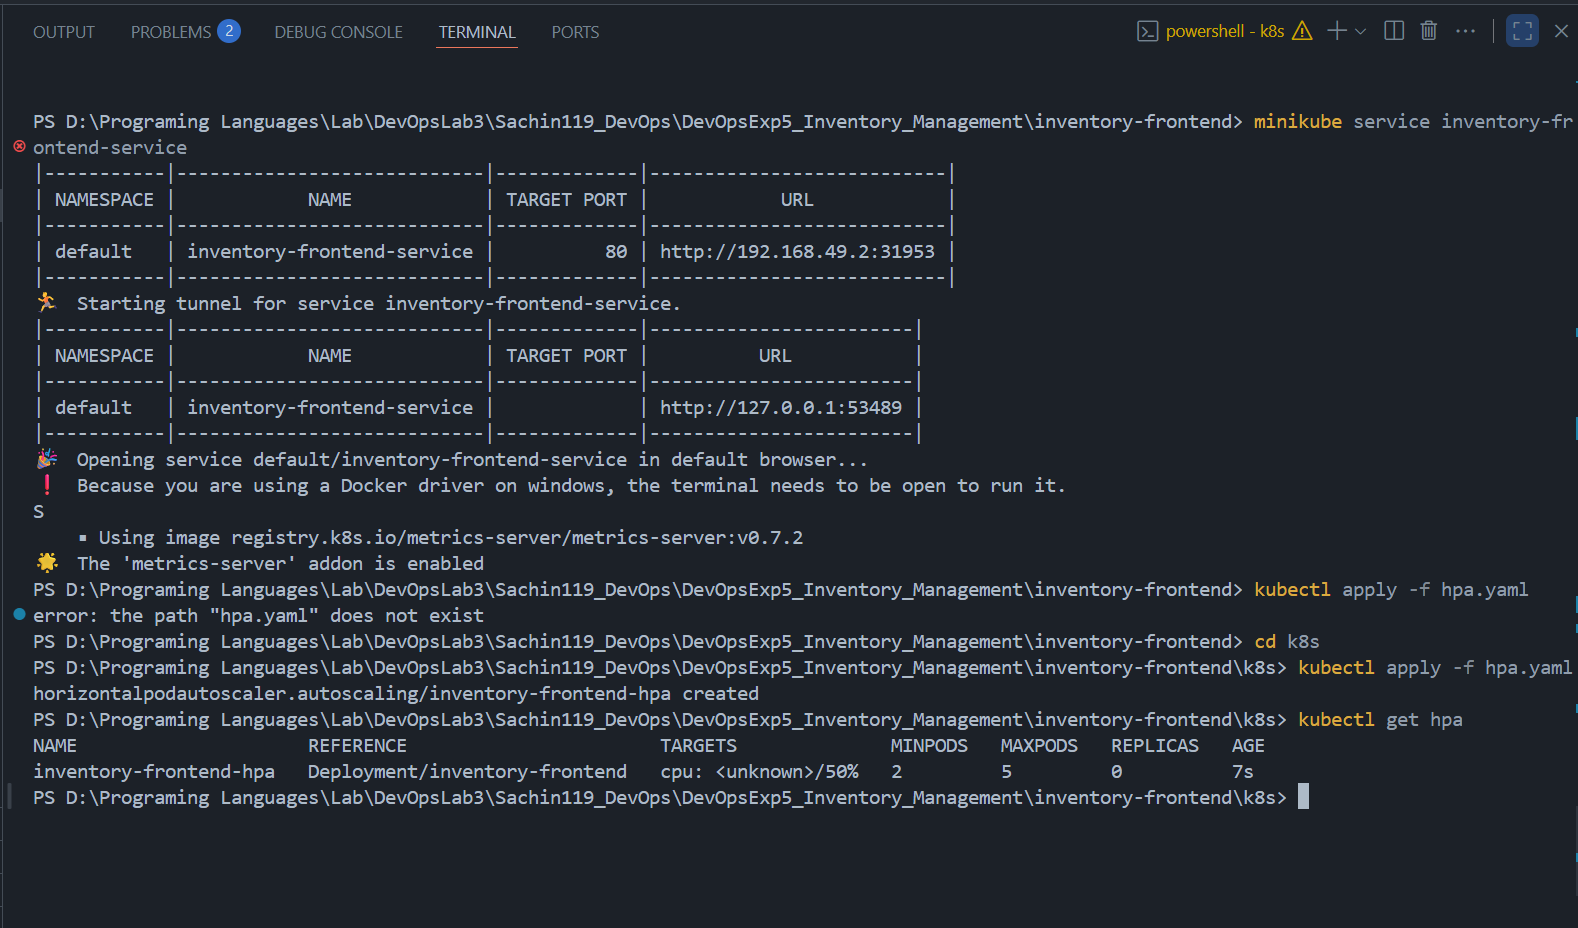 OUTPUT PROBLEMS 2 DEBUG CONSOLE TERMINAL PORTS powershell - k8s
PS D:\Programing Languages\Lab\DevOpsLab3\Sachin119_DevOps\DevOpsExp5_Inventory_Management\inventory-frontend> minikube service inventory-fr
ontend-service
|-----------|----------------------------|-------------|---------------------------|
| NAMESPACE |            NAME            | TARGET PORT |            URL            |
|-----------|----------------------------|-------------|---------------------------|
| default   | inventory-frontend-service |          80 | http://192.168.49.2:31953 |
|-----------|----------------------------|-------------|---------------------------|
🏃 Starting tunnel for service inventory-frontend-service.
|-----------|----------------------------|-------------|------------------------|
| NAMESPACE |            NAME            | TARGET PORT |          URL           |
|-----------|----------------------------|-------------|------------------------|
| default   | inventory-frontend-service |             | http://127.0.0.1:53489 |
|-----------|----------------------------|-------------|------------------------|
🎉 Opening service default/inventory-frontend-service in default browser...
❗ Because you are using a Docker driver on windows, the terminal needs to be open to run it.
S
▪ Using image registry.k8s.io/metrics-server/metrics-server:v0.7.2
🌟 The 'metrics-server' addon is enabled
PS D:\Programing Languages\Lab\DevOpsLab3\Sachin119_DevOps\DevOpsExp5_Inventory_Management\inventory-frontend> kubectl apply -f hpa.yaml
error: the path "hpa.yaml" does not exist
PS D:\Programing Languages\Lab\DevOpsLab3\Sachin119_DevOps\DevOpsExp5_Inventory_Management\inventory-frontend> cd k8s
PS D:\Programing Languages\Lab\DevOpsLab3\Sachin119_DevOps\DevOpsExp5_Inventory_Management\inventory-frontend\k8s> kubectl apply -f hpa.yaml
horizontalpodautoscaler.autoscaling/inventory-frontend-hpa created
PS D:\Programing Languages\Lab\DevOpsLab3\Sachin119_DevOps\DevOpsExp5_Inventory_Management\inventory-frontend\k8s> kubectl get hpa
NAME                     REFERENCE                       TARGETS              MINPODS   MAXPODS   REPLICAS   AGE
inventory-frontend-hpa   Deployment/inventory-frontend   cpu: <unknown>/50%   2         5         0          7s
PS D:\Programing Languages\Lab\DevOpsLab3\Sachin119_DevOps\DevOpsExp5_Inventory_Management\inventory-frontend\k8s>